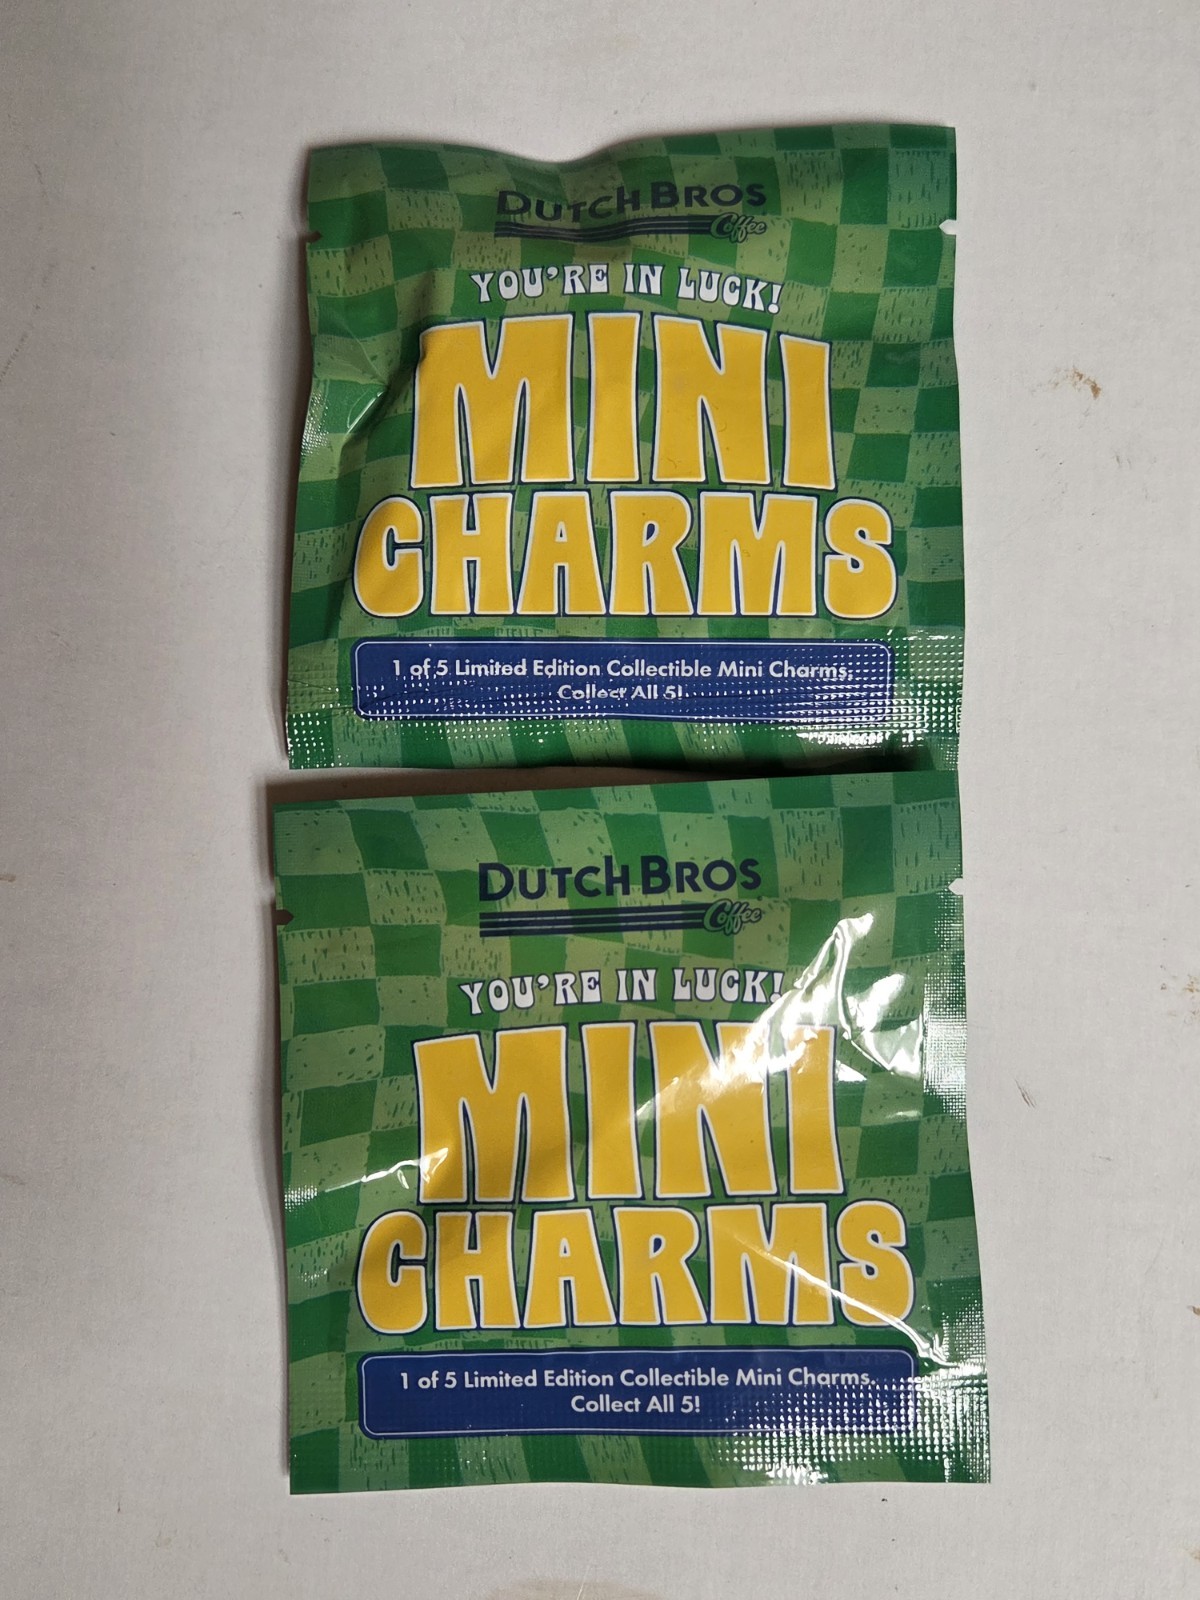 DUTCH BROS
Coffee
YOU'RE IN LUCK!
MINI
CHARMS
1 of 5 Limited Edition Collectible Mini Charms.
Collect All 5!
DUTCH BROS
Coffee
YOU'RE IN LUCK!
MINI
CHARMS
1 of 5 Limited Edition Collectible Mini Charms.
Collect All 5!